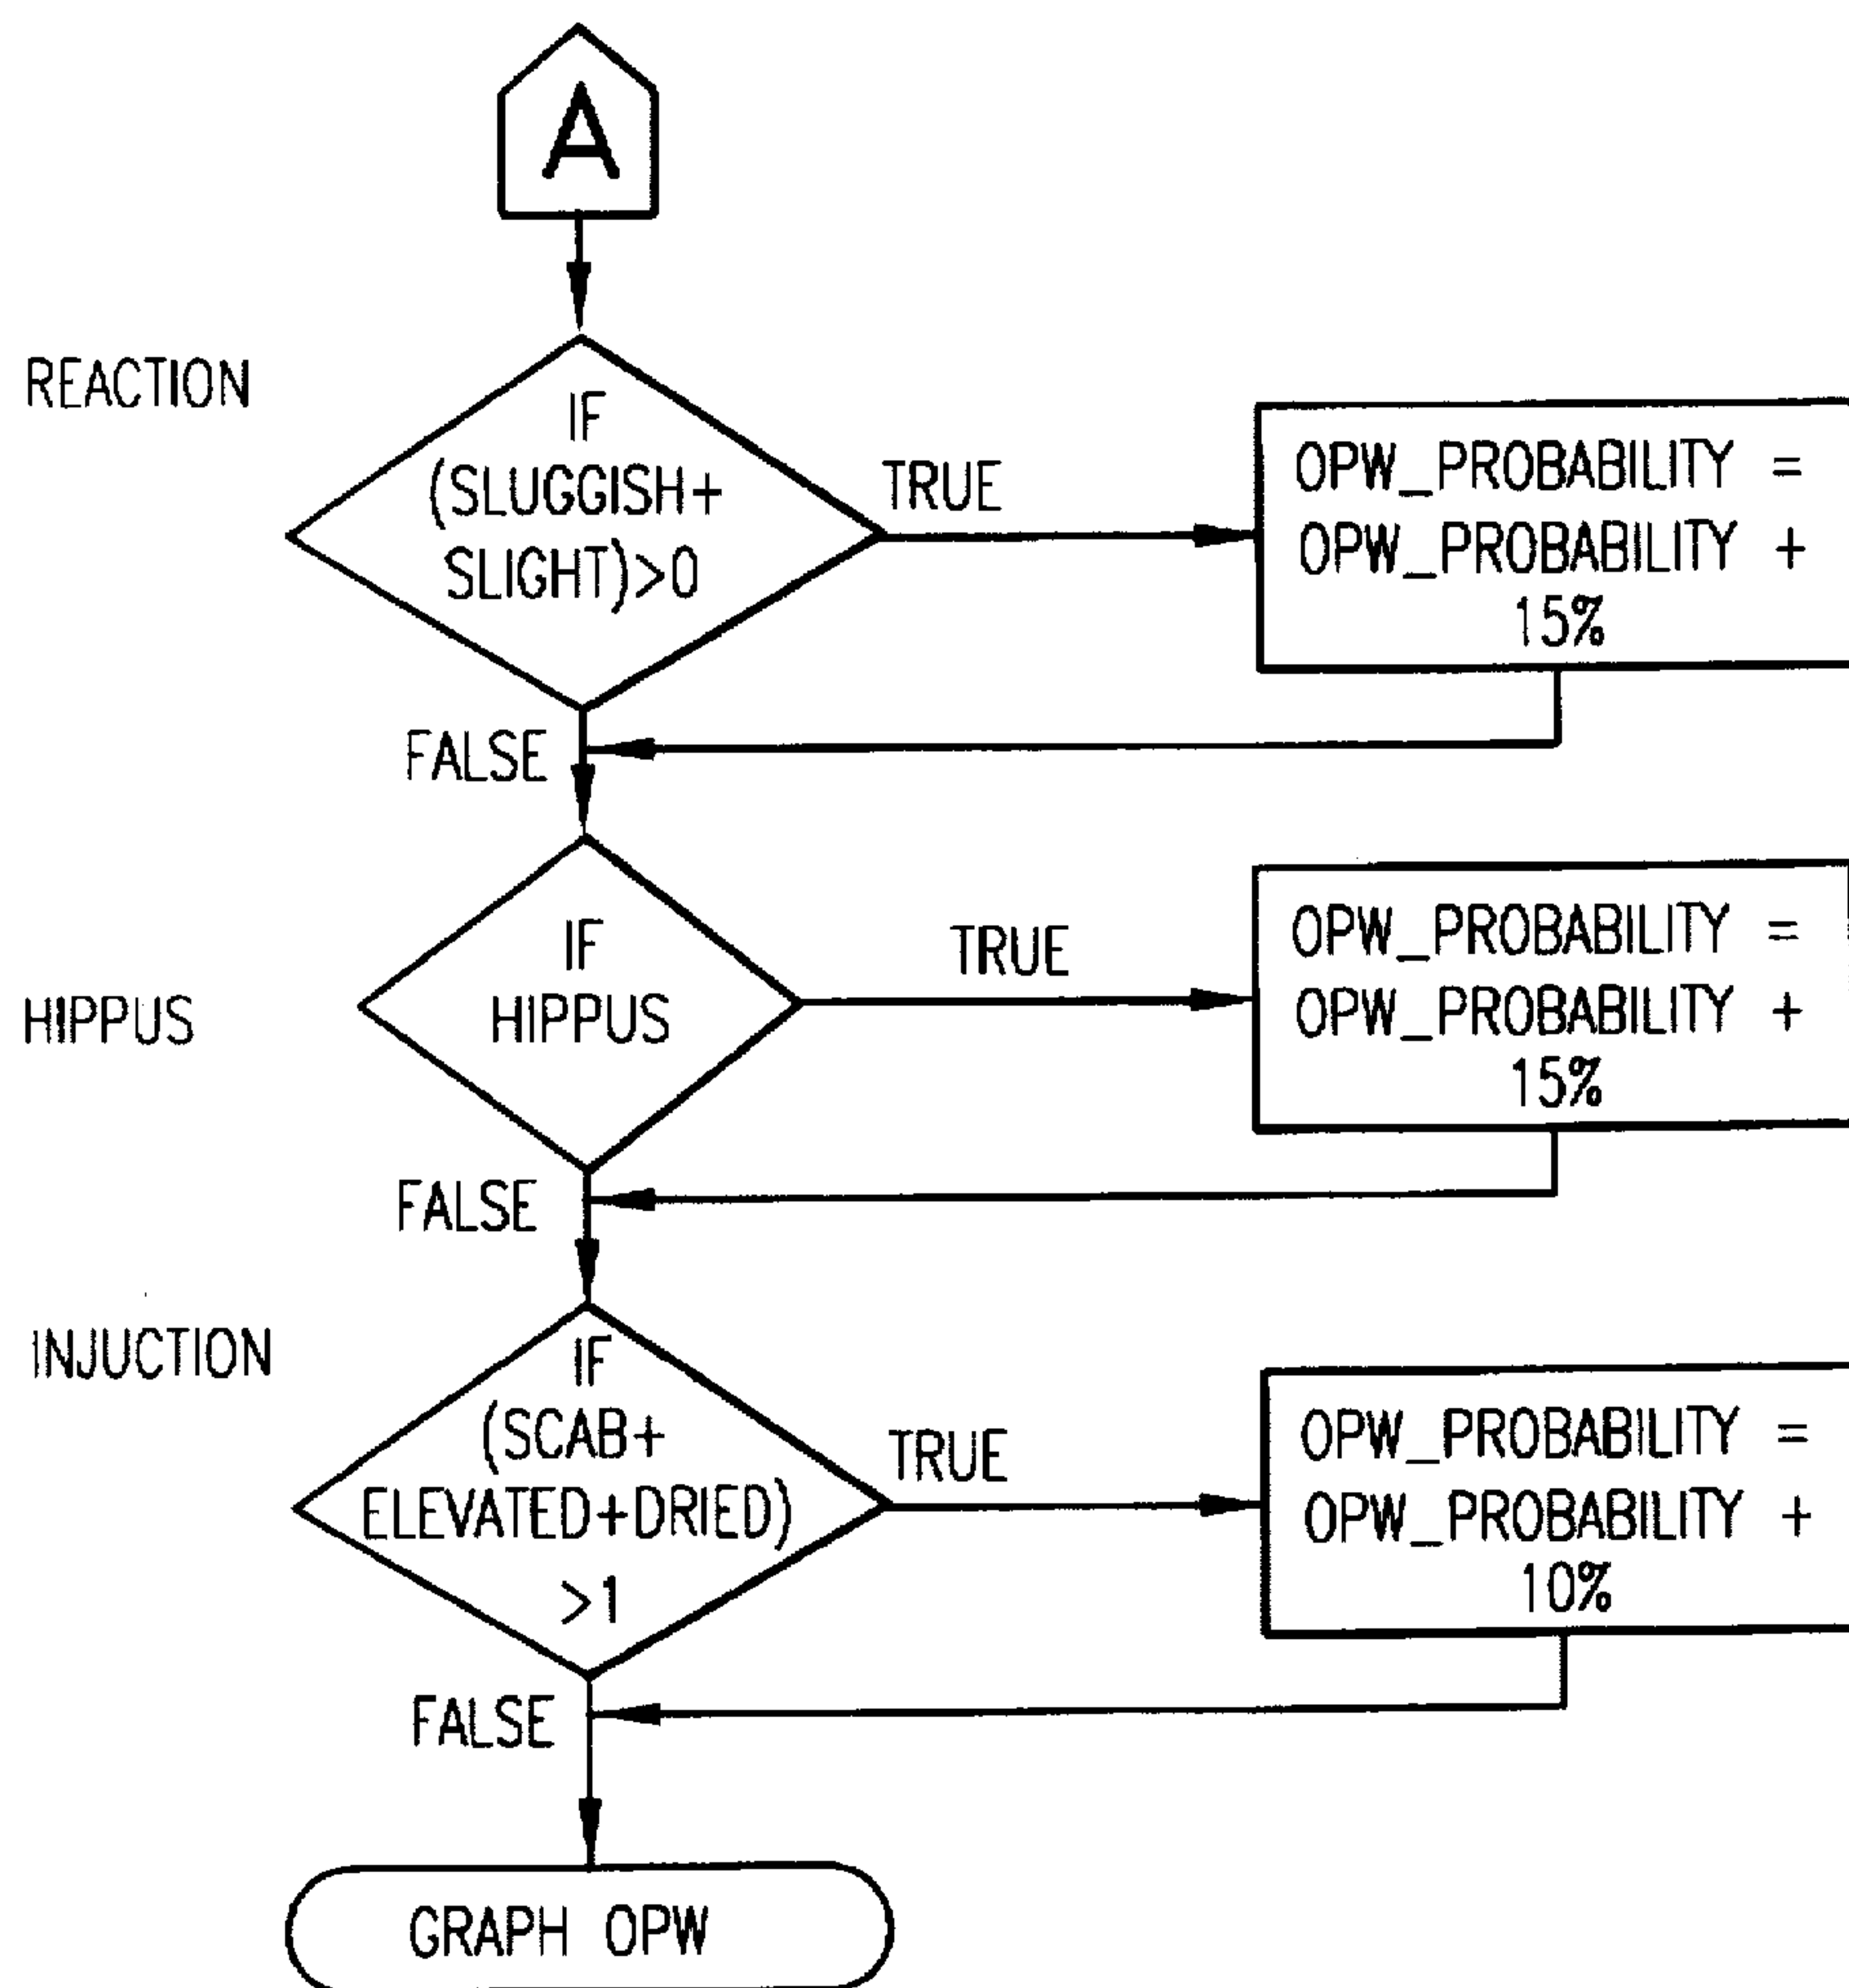 A
REACTION
IF
(SLUGGISH+
SLIGHT)>0
TRUE
OPW_PROBABILITY =
OPW_PROBABILITY +
15%
FALSE
HIPPUS
IF
HIPPUS
TRUE
OPW_PROBABILITY =
OPW_PROBABILITY +
15%
FALSE
INJUCTION
IF
(SCAB+
ELEVATED+DRIED)
>1
TRUE
OPW_PROBABILITY =
OPW_PROBABILITY +
10%
FALSE
GRAPH OPW